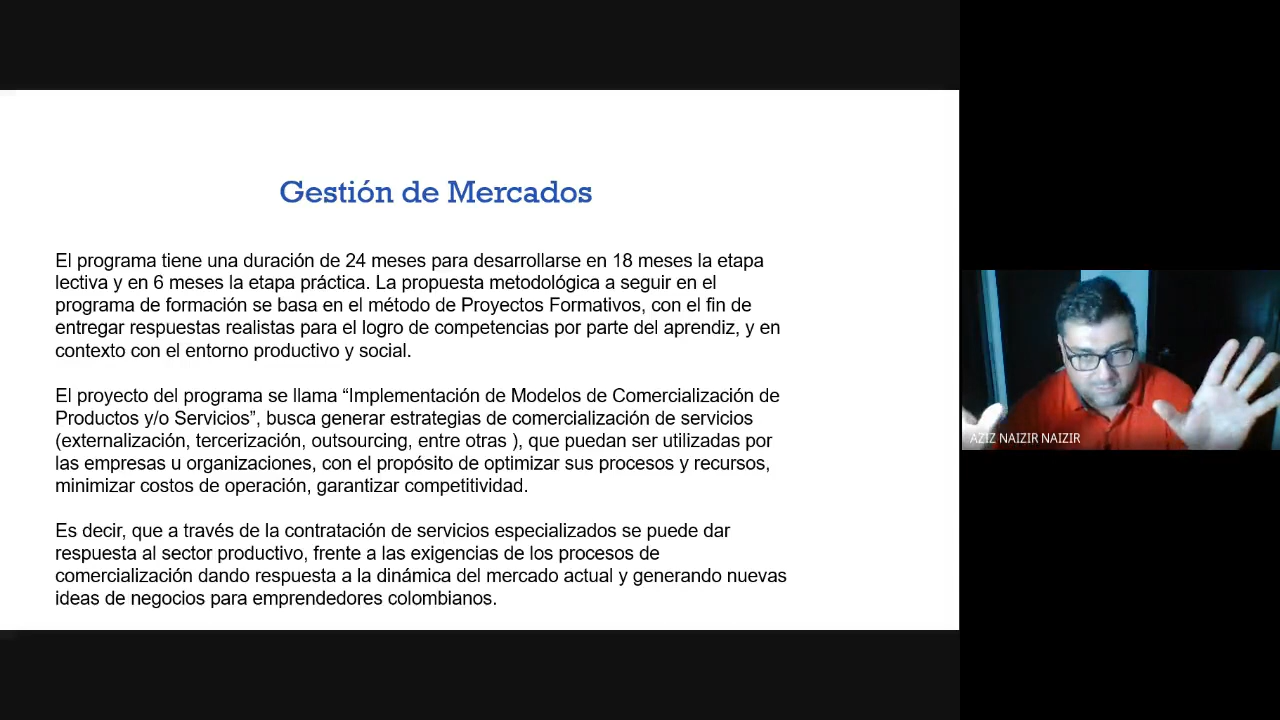 Gestión de Mercados
El programa tiene una duración de 24 meses para desarrollarse en 18 meses la etapa
lectiva y en 6 meses la etapa práctica. La propuesta metodológica a seguir en el
programa de formación se basa en el método de Proyectos Formativos, con el fin de
entregar respuestas realistas para el logro de competencias por parte del aprendiz, y en
contexto con el entorno productivo y social.
El proyecto del programa se llama “Implementación de Modelos de Comercialización de
Productos y/o Servicios”, busca generar estrategias de comercialización de servicios
(externalización, tercerización, outsourcing, entre otras ), que puedan ser utilizadas por
las empresas u organizaciones, con el propósito de optimizar sus procesos y recursos,
minimizar costos de operación, garantizar competitividad.
Es decir, que a través de la contratación de servicios especializados se puede dar
respuesta al sector productivo, frente a las exigencias de los procesos de
comercialización dando respuesta a la dinámica del mercado actual y generando nuevas
ideas de negocios para emprendedores colombianos.
AZIZ NAIZIR NAIZIR